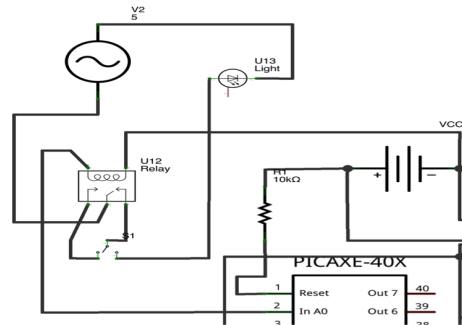 V2
5
U13
Light
VCC
U12
Relay
R1
10kΩ
+
−
S1
PICAXE-40X
1
Reset
Out 7
40
2
In A0
Out 6
39
3
38